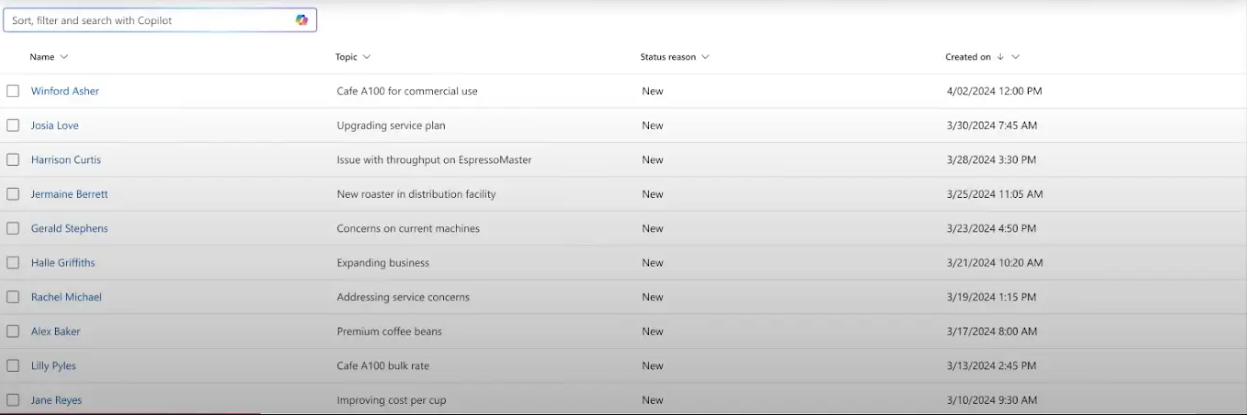 Sort, filter and search with Copilot
Name Topic Status reason Created on
Winford Asher Cafe A100 for commercial use New 4/02/2024 12:00 PM
Josia Love Upgrading service plan New 3/30/2024 7:45 AM
Harrison Curtis Issue with throughput on EspressoMaster New 3/28/2024 3:30 PM
Jermaine Berrett New roaster in distribution facility New 3/25/2024 11:05 AM
Gerald Stephens Concerns on current machines New 3/23/2024 4:50 PM
Halle Griffiths Expanding business New 3/21/2024 10:20 AM
Rachel Michael Addressing service concerns New 3/19/2024 1:15 PM
Alex Baker Premium coffee beans New 3/17/2024 8:00 AM
Lilly Pyles Cafe A100 bulk rate New 3/13/2024 2:45 PM
Jane Reyes Improving cost per cup New 3/10/2024 9:30 AM